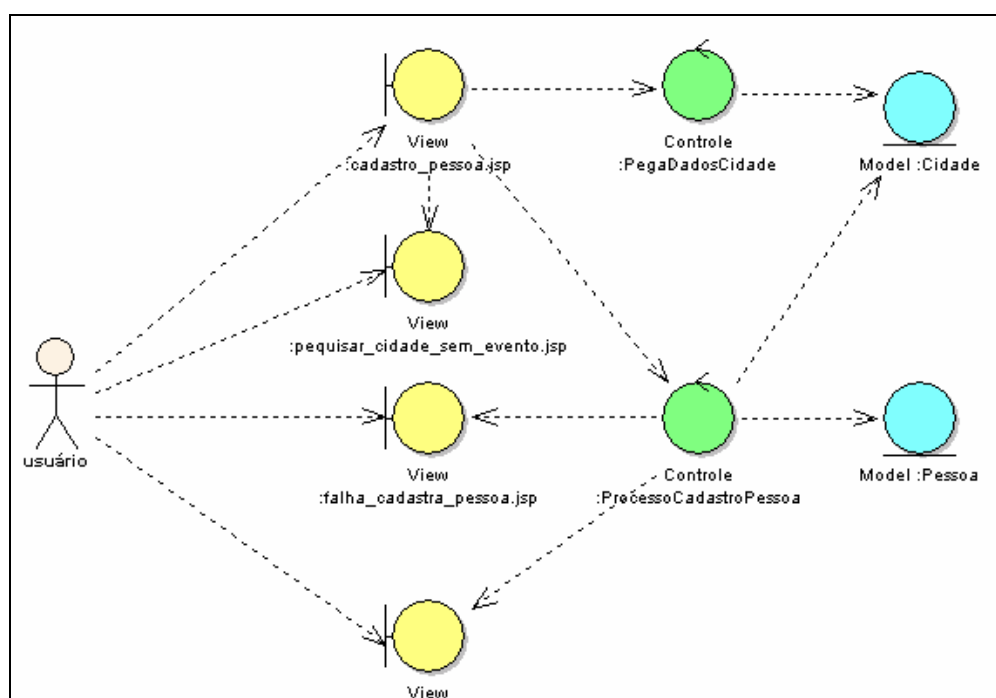 View
:cadastro_pessoa.jsp
Controle
:PegaDadosCidade
Model :Cidade
View
:pequisar_cidade_sem_evento.jsp
usuário
View
:falha_cadastra_pessoa.jsp
Controle
:ProcessoCadastroPessoa
Model :Pessoa
View